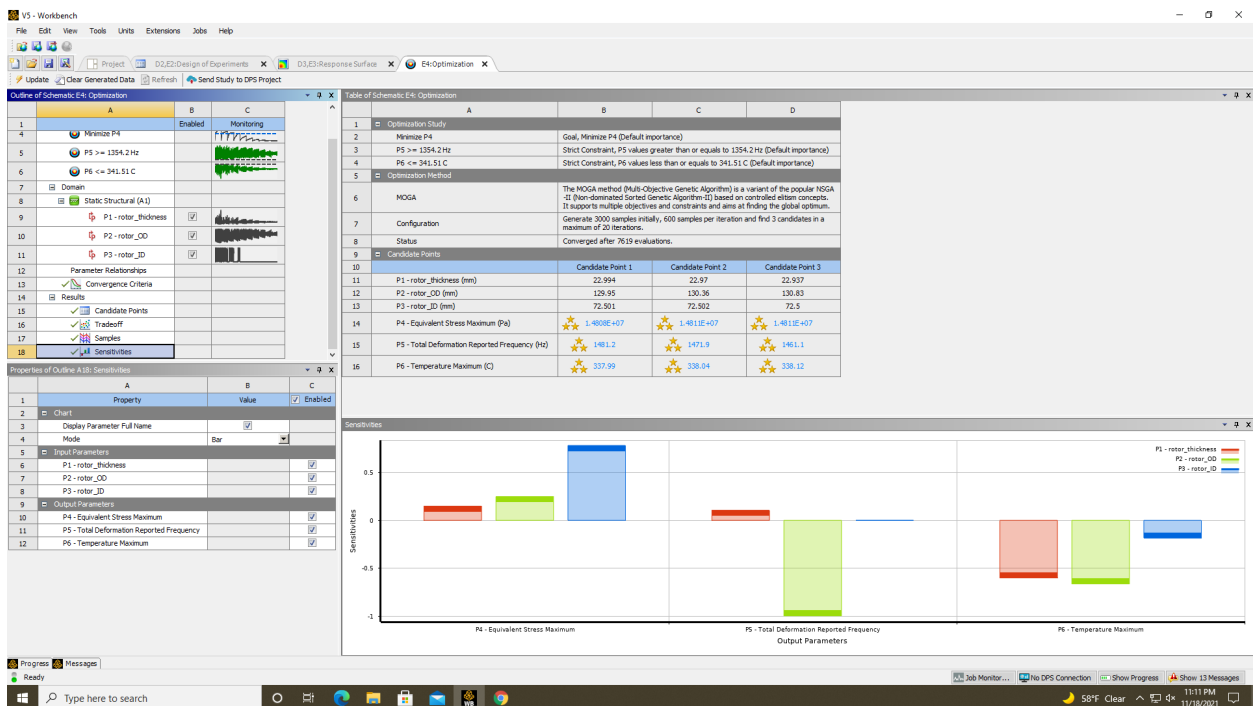 V5 - Workbench
File Edit View Tools Units Extensions Jobs Help
Project D2,E2:Design of Experiments X D3,E3:Response Surface X E4:Optimization X
Update Clear Generated Data Refresh Send Study to DPS Project
Outline of Schematic E4: Optimization
A B C
1 Enabled Monitoring
4 Minimize P4
5 P5 >= 1354.2 Hz
6 P6 <= 341.51 C
7 Domain
8 Static Structural (A1)
9 P1 - rotor_thickness
10 P2 - rotor_OD
11 P3 - rotor_ID
12 Parameter Relationships
13 Convergence Criteria
14 Results
15 Candidate Points
16 Tradeoff
17 Samples
18 Sensitivities
Properties of Outline A18: Sensitivities
A B C
1 Property Value Enabled
2 Chart
3 Display Parameter Full Name
4 Mode Bar
5 Input Parameters
6 P1 - rotor_thickness
7 P2 - rotor_OD
8 P3 - rotor_ID
9 Output Parameters
10 P4 - Equivalent Stress Maximum
11 P5 - Total Deformation Reported Frequency
12 P6 - Temperature Maximum
Table of Schematic E4: Optimization
A B C D
1 Optimization Study
2 Minimize P4 Goal, Minimize P4 (Default importance)
3 P5 >= 1354.2 Hz Strict Constraint, P5 values greater than or equals to 1354.2 Hz (Default importance)
4 P6 <= 341.51 C Strict Constraint, P6 values less than or equals to 341.51 C (Default importance)
5 Optimization Method
6 MOGA The MOGA method (Multi-Objective Genetic Algorithm) is a variant of the popular NSGA
-II (Non-dominated Sorted Genetic Algorithm-II) based on controlled elitism concepts.
It supports multiple objectives and constraints and aims at finding the global optimum.
7 Configuration Generate 3000 samples initially, 600 samples per iteration and find 3 candidates in a
maximum of 20 iterations.
8 Status Converged after 7619 evaluations.
9 Candidate Points
10 Candidate Point 1 Candidate Point 2 Candidate Point 3
11 P1 - rotor_thickness (mm) 22.994 22.97 22.937
12 P2 - rotor_OD (mm) 129.95 130.36 130.83
13 P3 - rotor_ID (mm) 72.501 72.502 72.5
14 P4 - Equivalent Stress Maximum (Pa) 1.4808E+07 1.4811E+07 1.4811E+07
15 P5 - Total Deformation Reported Frequency (Hz) 1481.2 1471.9 1461.1
16 P6 - Temperature Maximum (C) 337.99 338.04 338.12
Sensitivities
P1 - rotor_thickness
P2 - rotor_OD
P3 - rotor_ID
0.5
0
-0.5
-1
Sensitivities
P4 - Equivalent Stress Maximum P5 - Total Deformation Reported Frequency P6 - Temperature Maximum
Output Parameters
Progress Messages
Ready Job Monitor... No DPS Connection Show Progress Show 13 Messages
Type here to search WB 58°F Clear 11:11 PM
11/18/2021